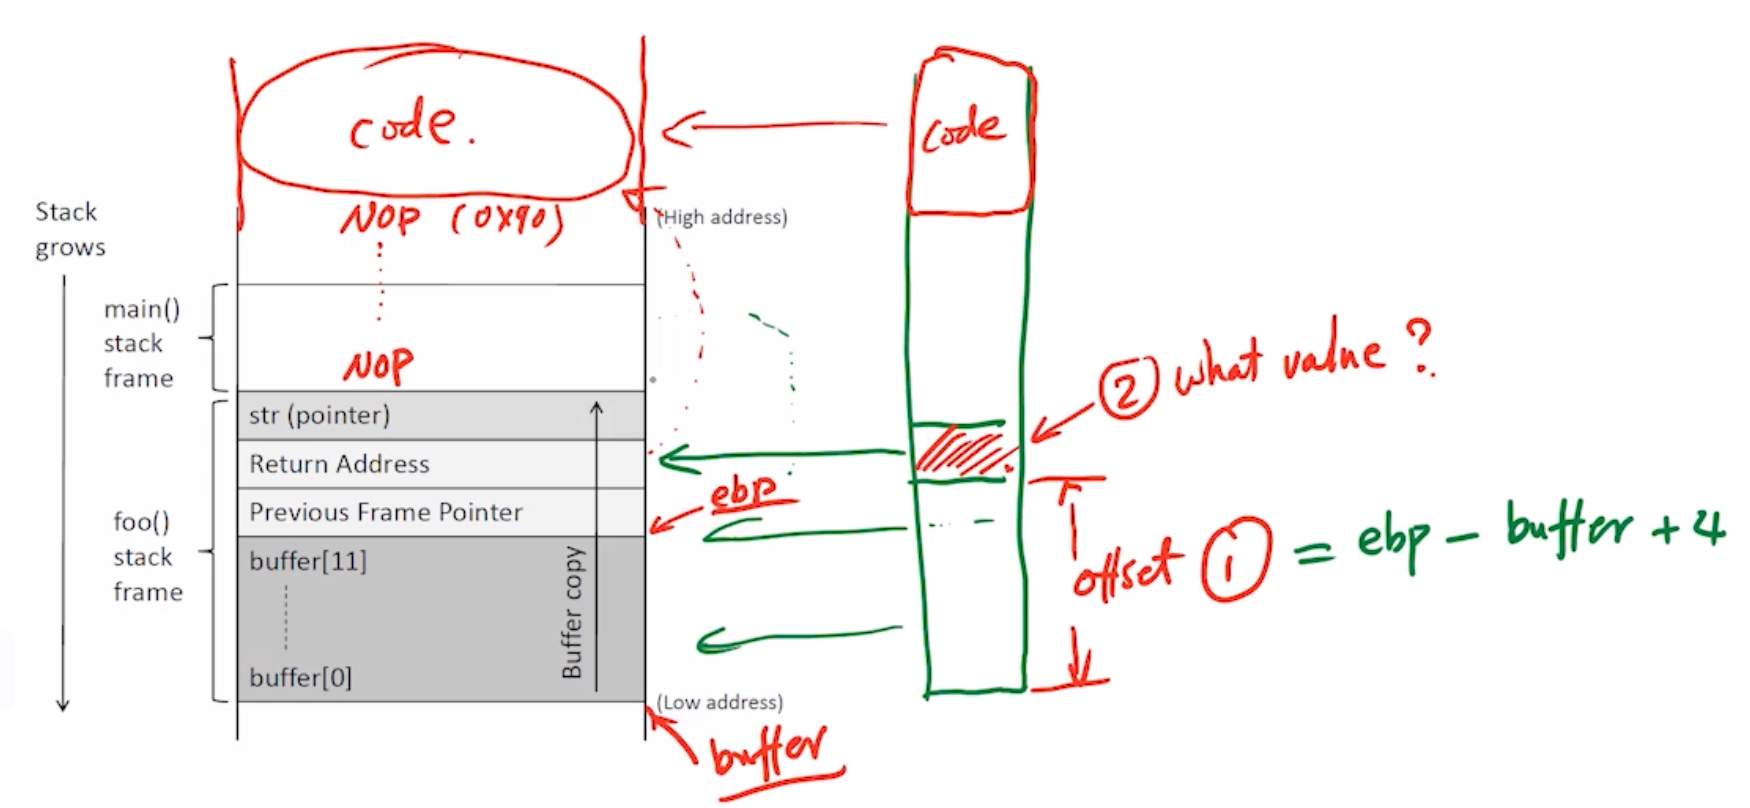 code.
code
Stack
grows
NOP (0x90)
(High address)
main()
stack
frame
NOP
② what value ?
str (pointer)
Return Address
ebp
Previous Frame Pointer
foo()
stack
frame
buffer[11]
Buffer copy
buffer[0]
offset ① = ebp - buffer + 4
(Low address)
buffer